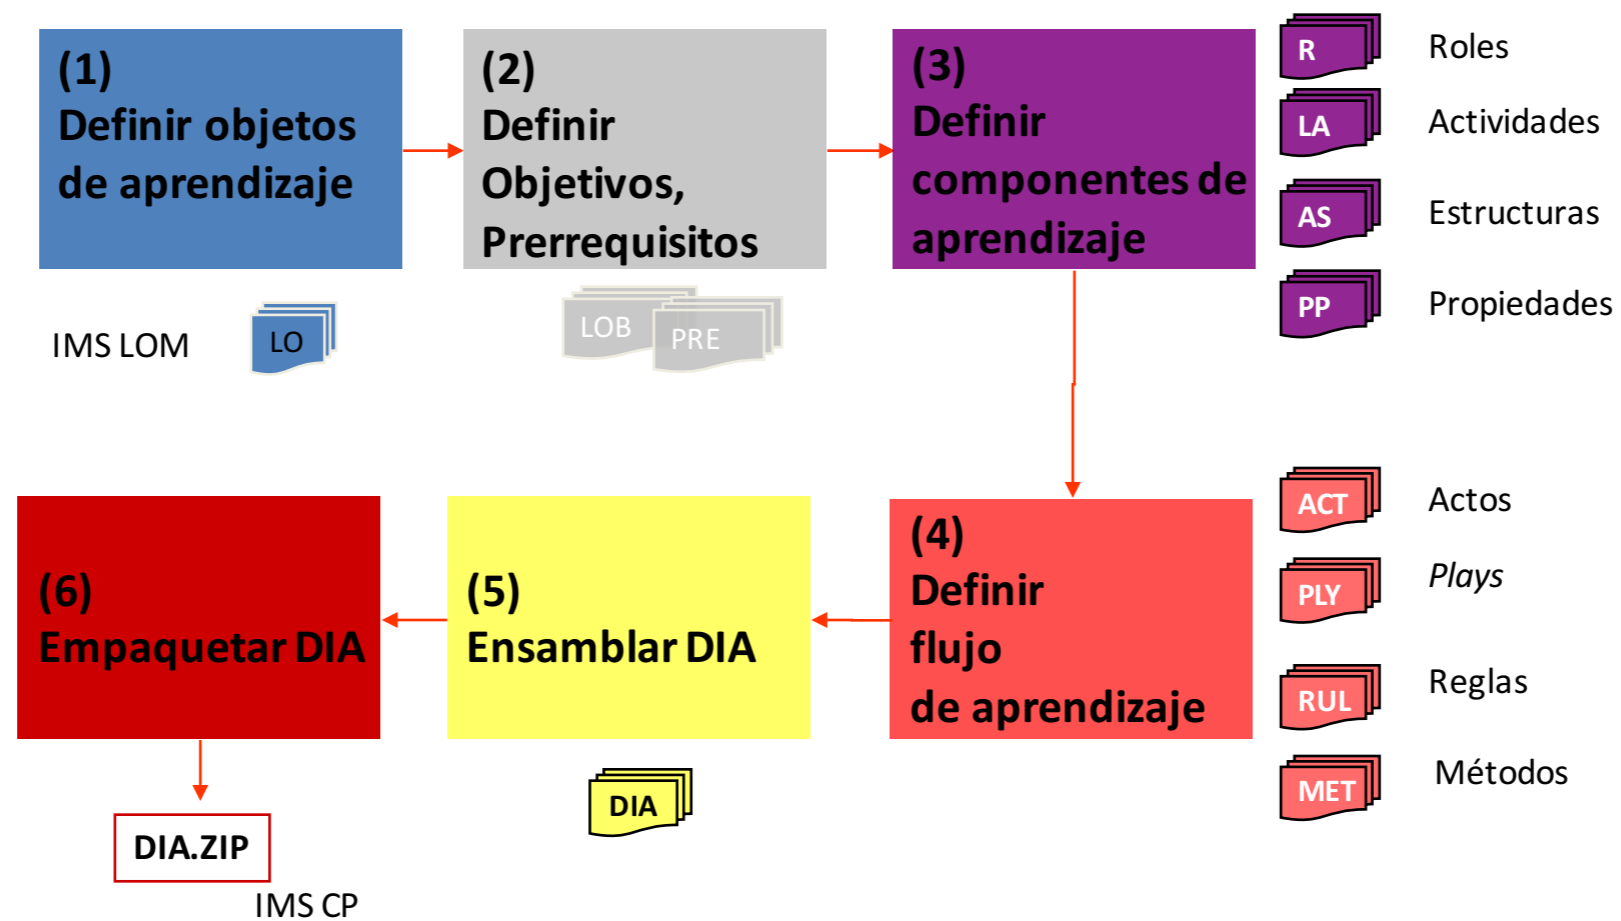 (1)
Definir objetos
de aprendizaje
(2)
Definir
Objetivos,
Prerrequisitos
(3)
Definir
componentes de
aprendizaje
R
Roles
LA
Actividades
AS
Estructuras
PP
Propiedades
IMS LOM
LO
LOB
PRE
(6)
Empaquetar DIA
(5)
Ensamblar DIA
(4)
Definir
flujo
de aprendizaje
ACT
Actos
PLY
Plays
RUL
Reglas
MET
Métodos
DIA
DIA.ZIP
IMS CP